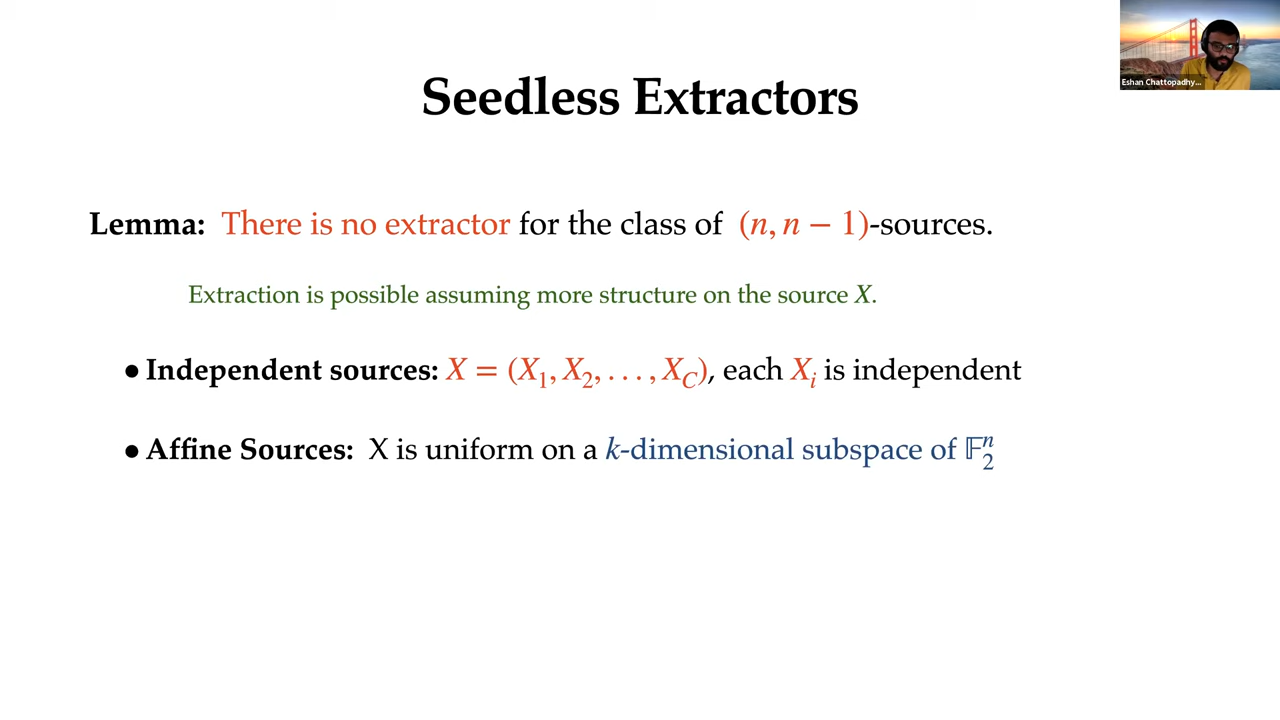 Eshan Chattopadhy...
Seedless Extractors
Lemma: There is no extractor for the class of (n, n − 1)-sources.
Extraction is possible assuming more structure on the source X.
• Independent sources: X = (X₁, X₂, . . . , X_C), each X_i is independent
• Affine Sources: X is uniform on a k-dimensional subspace of 𝔽₂ⁿ